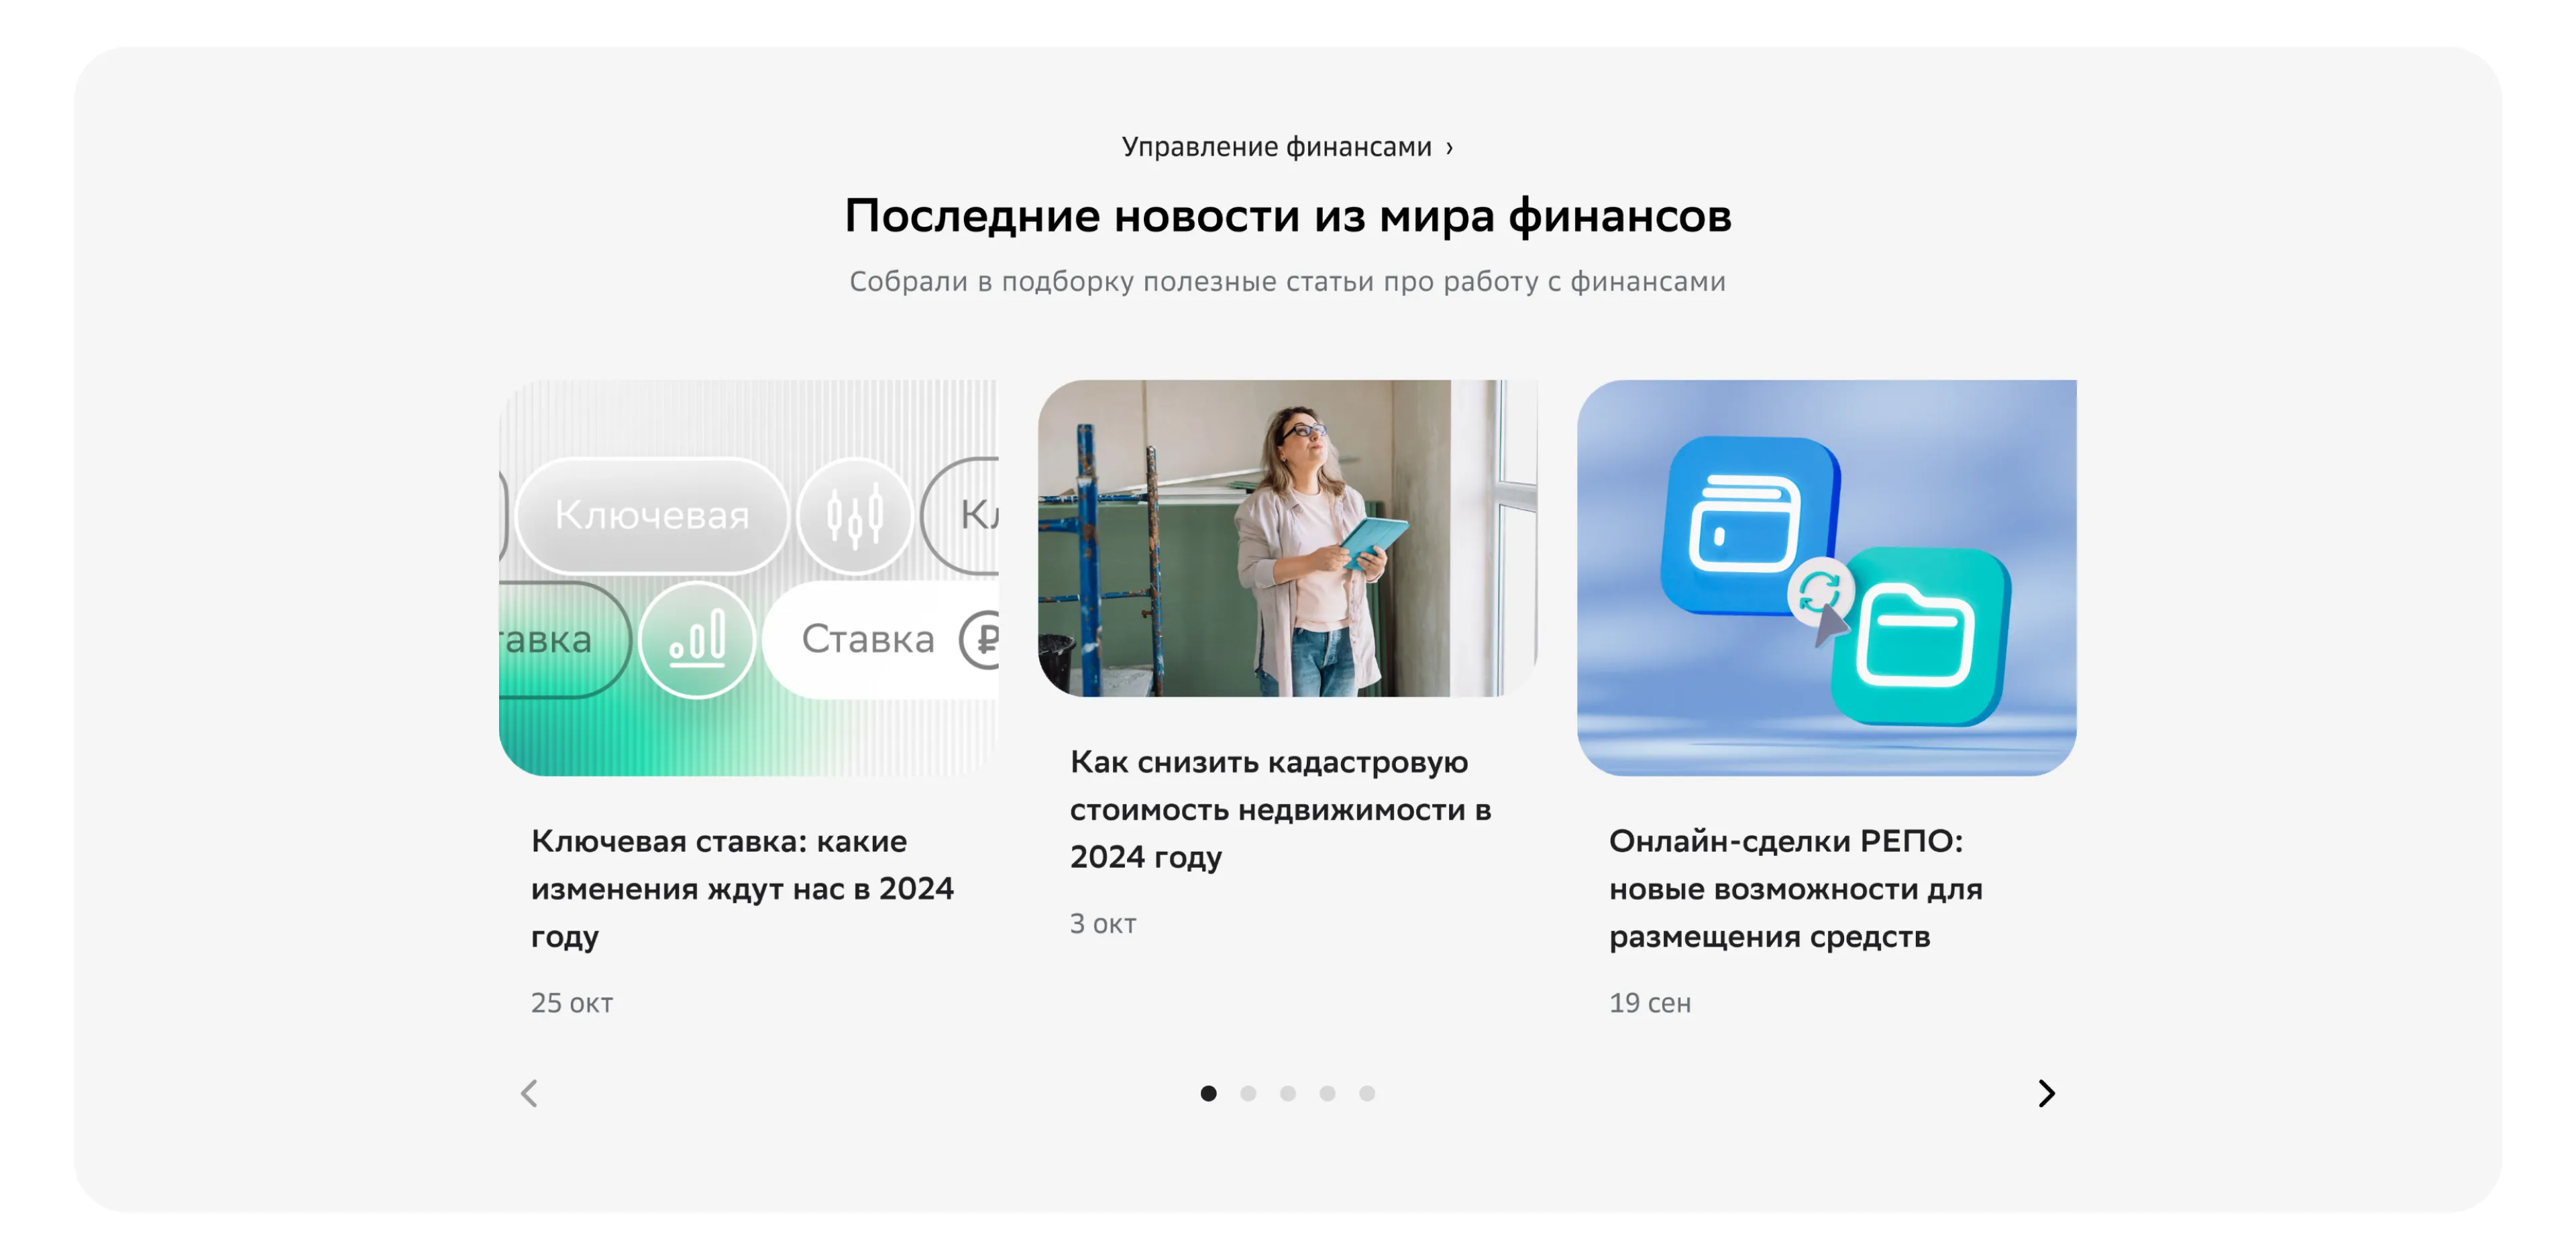 Управление финансами ›
Последние новости из мира финансов
Собрали в подборку полезные статьи про работу с финансами
Ключевая
Кл
тавка
Ставка ₽
Ключевая ставка: какие
изменения ждут нас в 2024
году
25 окт
Как снизить кадастровую
стоимость недвижимости в
2024 году
3 окт
Онлайн-сделки РЕПО:
новые возможности для
размещения средств
19 сен